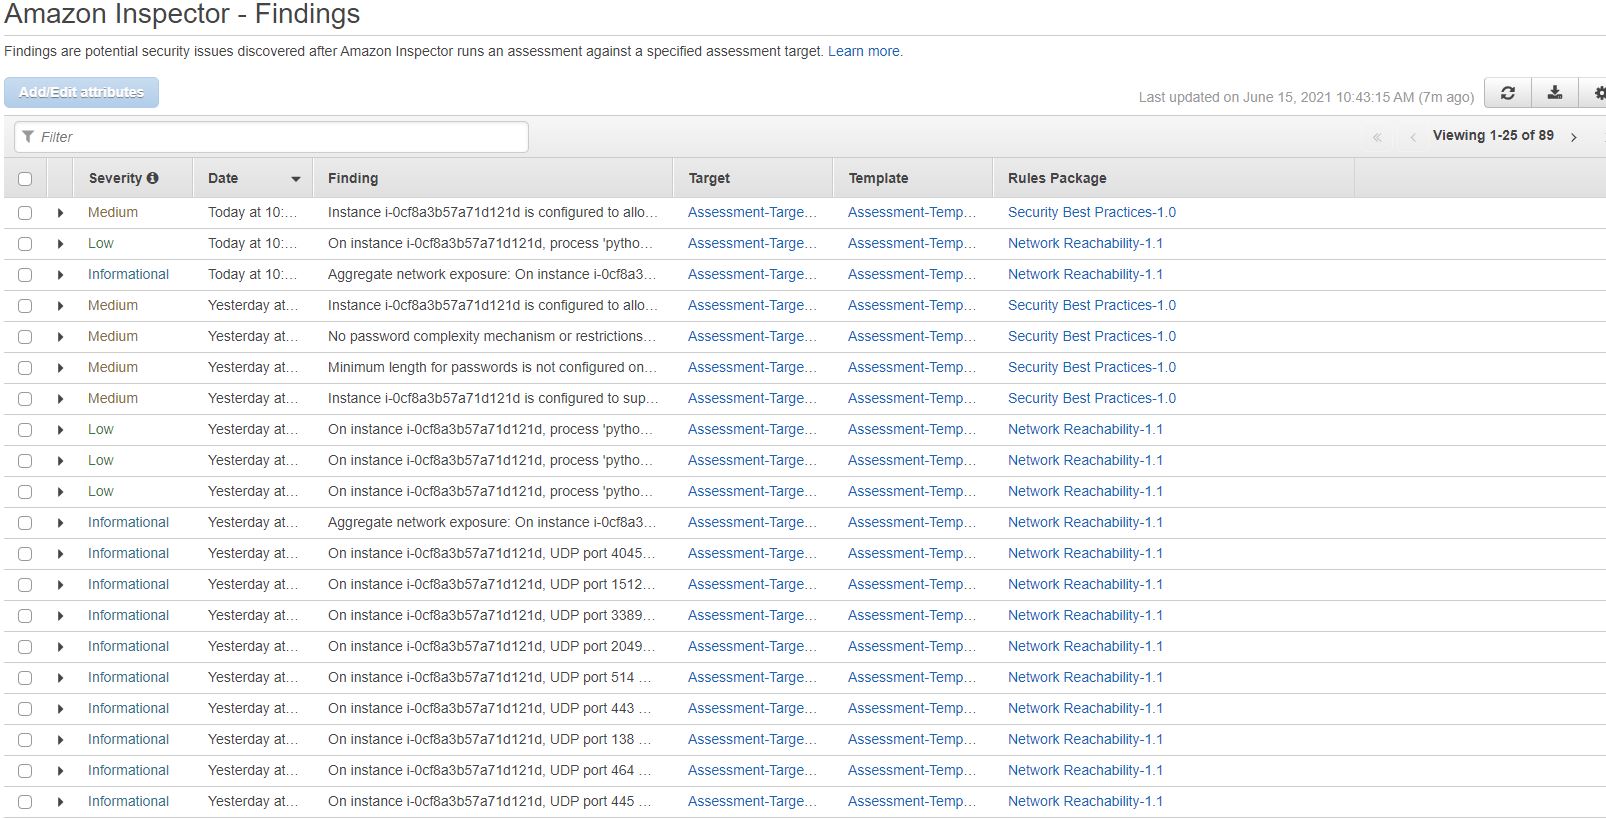 Amazon Inspector - Findings
Findings are potential security issues discovered after Amazon Inspector runs an assessment against a specified assessment target. Learn more.
Add/Edit attributes
Last updated on June 15, 2021 10:43:15 AM (7m ago)
Filter
« ‹ Viewing 1-25 of 89 ›
Severity Date Finding Target Template Rules Package
Medium Today at 10:... Instance i-0cf8a3b57a71d121d is configured to allo... Assessment-Targe... Assessment-Temp... Security Best Practices-1.0
Low Today at 10:... On instance i-0cf8a3b57a71d121d, process 'pytho... Assessment-Targe... Assessment-Temp... Network Reachability-1.1
Informational Today at 10:... Aggregate network exposure: On instance i-0cf8a3... Assessment-Targe... Assessment-Temp... Network Reachability-1.1
Medium Yesterday at... Instance i-0cf8a3b57a71d121d is configured to allo... Assessment-Targe... Assessment-Temp... Security Best Practices-1.0
Medium Yesterday at... No password complexity mechanism or restrictions... Assessment-Targe... Assessment-Temp... Security Best Practices-1.0
Medium Yesterday at... Minimum length for passwords is not configured on... Assessment-Targe... Assessment-Temp... Security Best Practices-1.0
Medium Yesterday at... Instance i-0cf8a3b57a71d121d is configured to sup... Assessment-Targe... Assessment-Temp... Security Best Practices-1.0
Low Yesterday at... On instance i-0cf8a3b57a71d121d, process 'pytho... Assessment-Targe... Assessment-Temp... Network Reachability-1.1
Low Yesterday at... On instance i-0cf8a3b57a71d121d, process 'pytho... Assessment-Targe... Assessment-Temp... Network Reachability-1.1
Low Yesterday at... On instance i-0cf8a3b57a71d121d, process 'pytho... Assessment-Targe... Assessment-Temp... Network Reachability-1.1
Informational Yesterday at... Aggregate network exposure: On instance i-0cf8a3... Assessment-Targe... Assessment-Temp... Network Reachability-1.1
Informational Yesterday at... On instance i-0cf8a3b57a71d121d, UDP port 4045... Assessment-Targe... Assessment-Temp... Network Reachability-1.1
Informational Yesterday at... On instance i-0cf8a3b57a71d121d, UDP port 1512... Assessment-Targe... Assessment-Temp... Network Reachability-1.1
Informational Yesterday at... On instance i-0cf8a3b57a71d121d, UDP port 3389... Assessment-Targe... Assessment-Temp... Network Reachability-1.1
Informational Yesterday at... On instance i-0cf8a3b57a71d121d, UDP port 2049... Assessment-Targe... Assessment-Temp... Network Reachability-1.1
Informational Yesterday at... On instance i-0cf8a3b57a71d121d, UDP port 514 ... Assessment-Targe... Assessment-Temp... Network Reachability-1.1
Informational Yesterday at... On instance i-0cf8a3b57a71d121d, UDP port 443 ... Assessment-Targe... Assessment-Temp... Network Reachability-1.1
Informational Yesterday at... On instance i-0cf8a3b57a71d121d, UDP port 138 ... Assessment-Targe... Assessment-Temp... Network Reachability-1.1
Informational Yesterday at... On instance i-0cf8a3b57a71d121d, UDP port 464 ... Assessment-Targe... Assessment-Temp... Network Reachability-1.1
Informational Yesterday at... On instance i-0cf8a3b57a71d121d, UDP port 445 ... Assessment-Targe... Assessment-Temp... Network Reachability-1.1